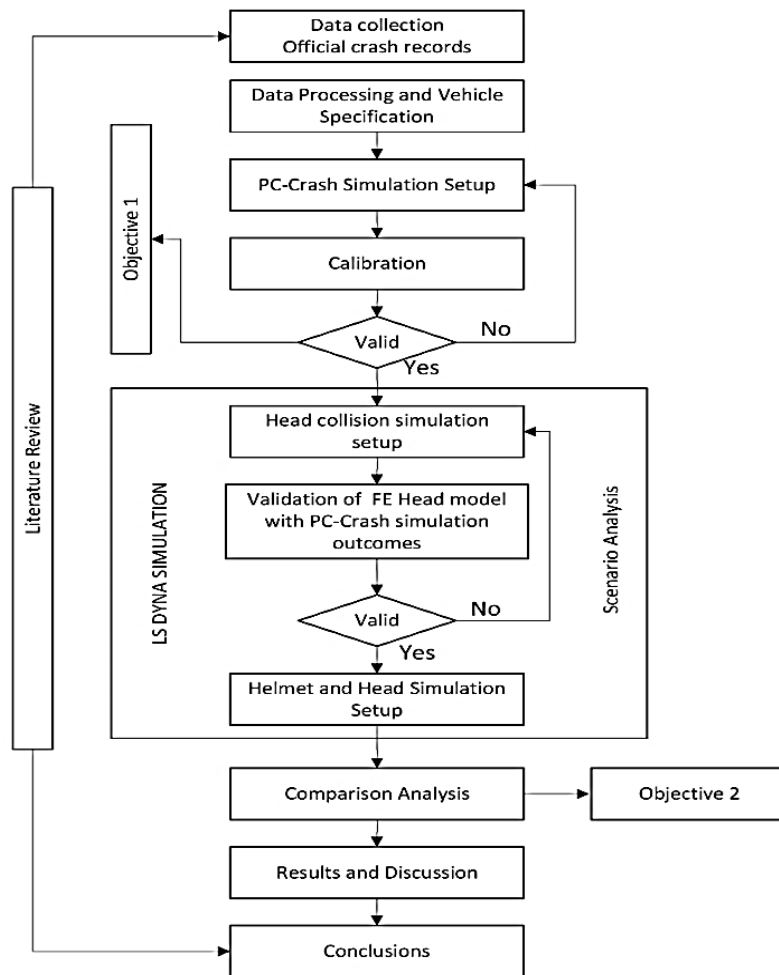 Data collection
Official crash records
Data Processing and Vehicle
Specification
PC-Crash Simulation Setup
Objective 1
Calibration
Valid
No
Yes
Literature Review
LS DYNA SIMULATION
Scenario Analysis
Head collision simulation
setup
Validation of FE Head model
with PC-Crash simulation
outcomes
Valid
No
Yes
Helmet and Head Simulation
Setup
Comparison Analysis
Objective 2
Results and Discussion
Conclusions